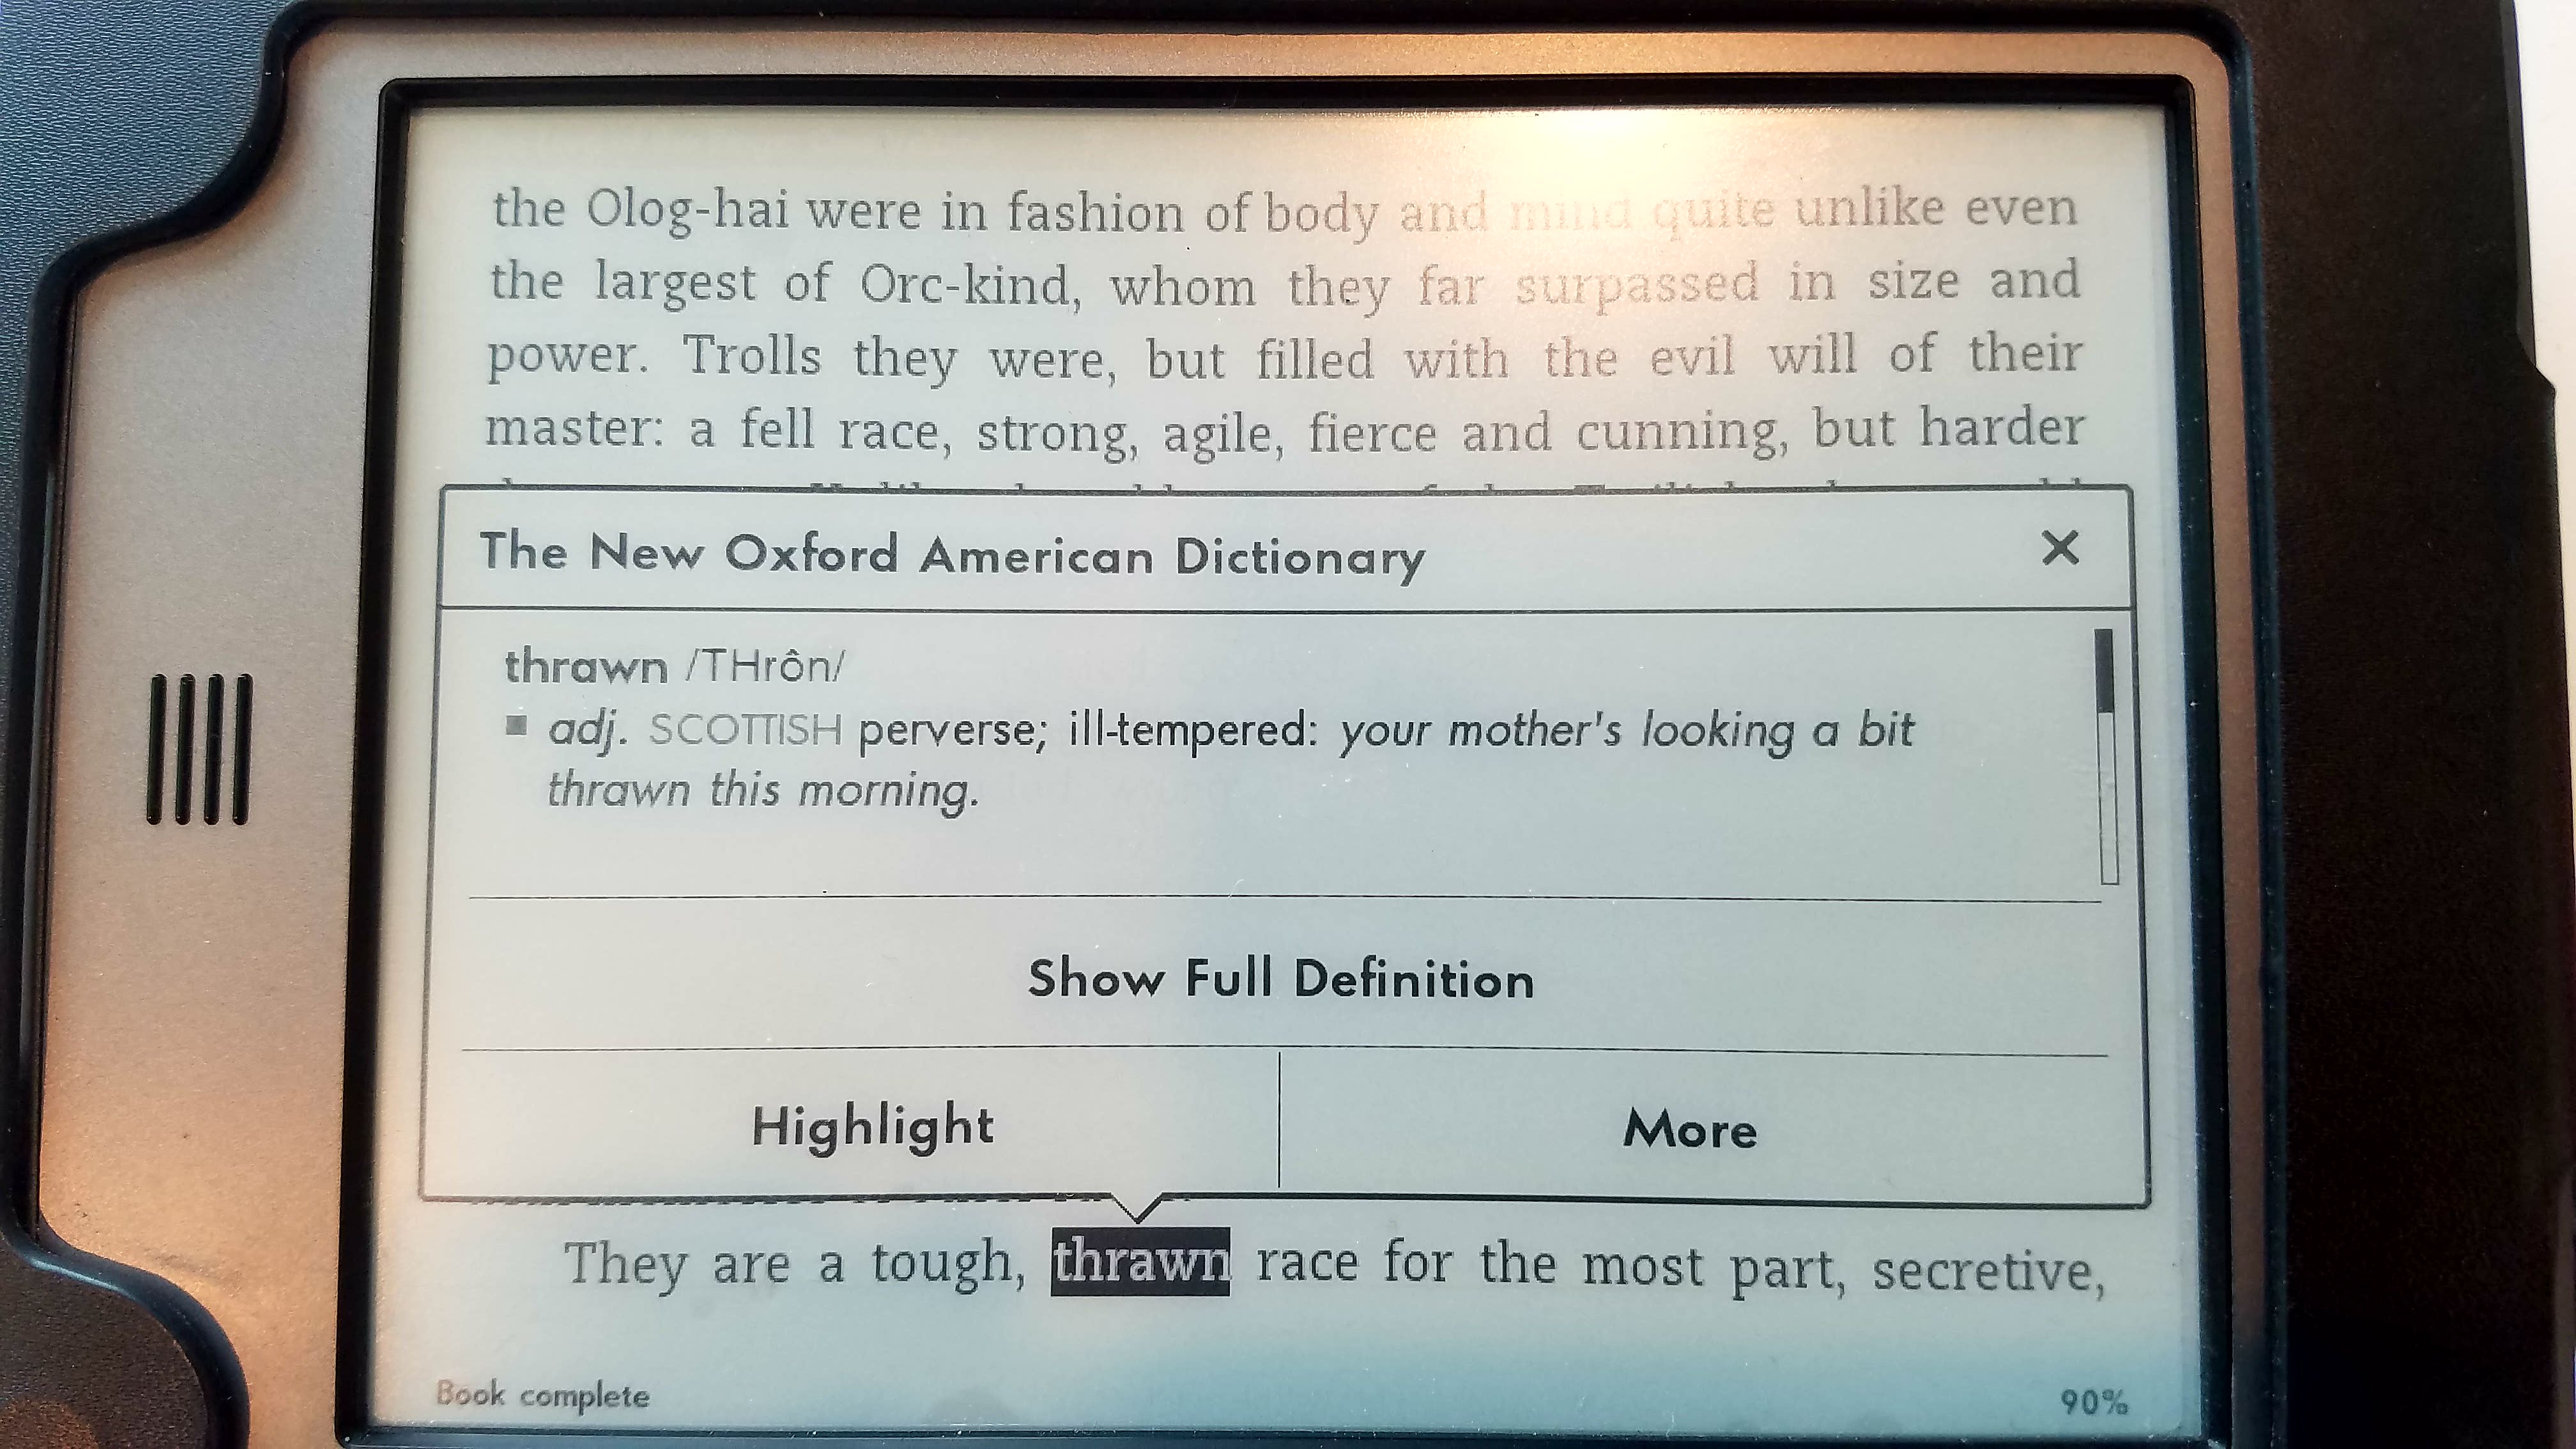 the Olog-hai were in fashion of body and mind quite unlike even
the largest of Orc-kind, whom they far surpassed in size and
power. Trolls they were, but filled with the evil will of their
master: a fell race, strong, agile, fierce and cunning, but harder
The New Oxford American Dictionary ×
thrawn /THrôn/
▪ adj. SCOTTISH perverse; ill-tempered: your mother's looking a bit
thrawn this morning.
Show Full Definition
Highlight More
They are a tough, thrawn race for the most part, secretive,
Book complete 90%